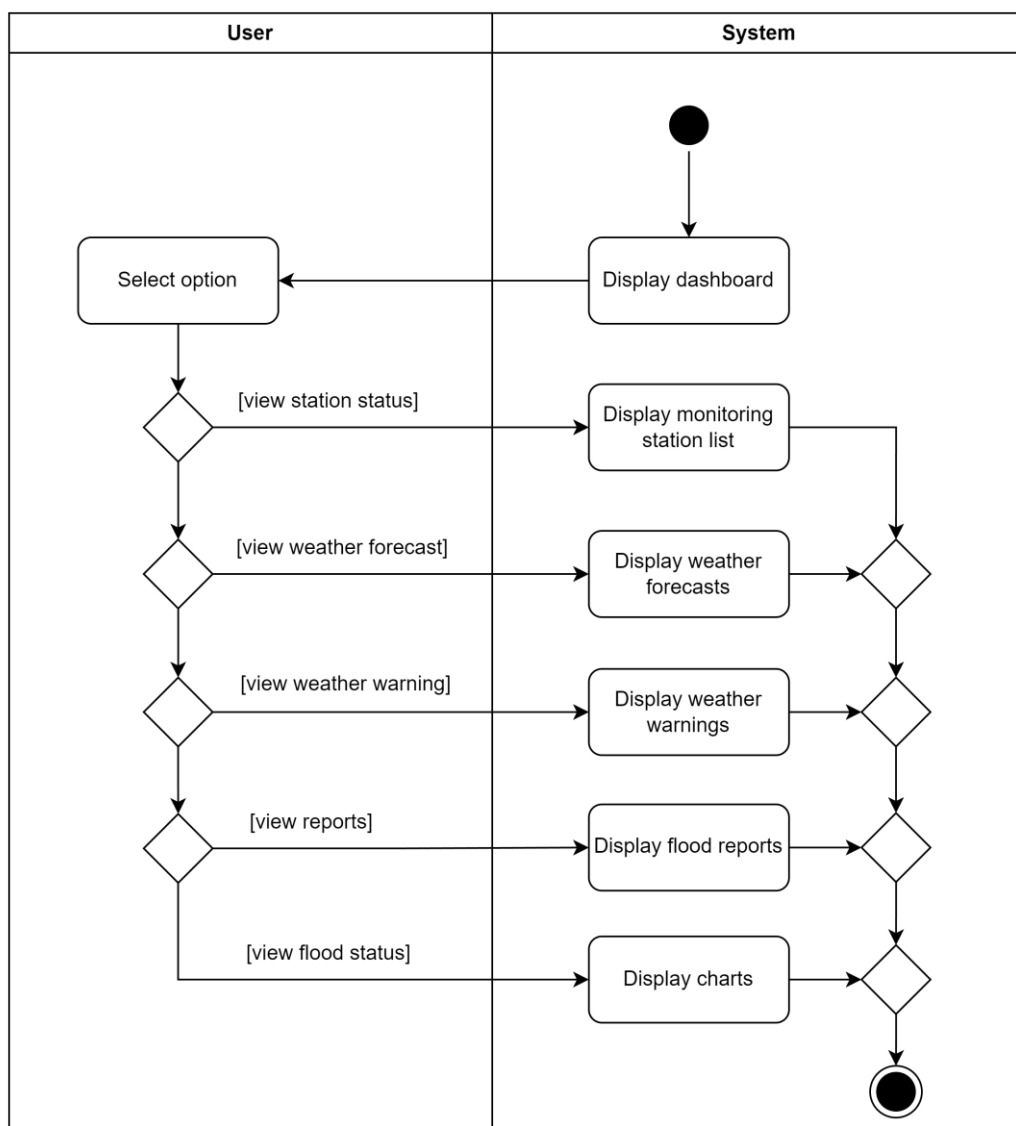 User
System
Select option
Display dashboard
[view station status]
Display monitoring
station list
[view weather forecast]
Display weather
forecasts
[view weather warning]
Display weather
warnings
[view reports]
Display flood reports
[view flood status]
Display charts